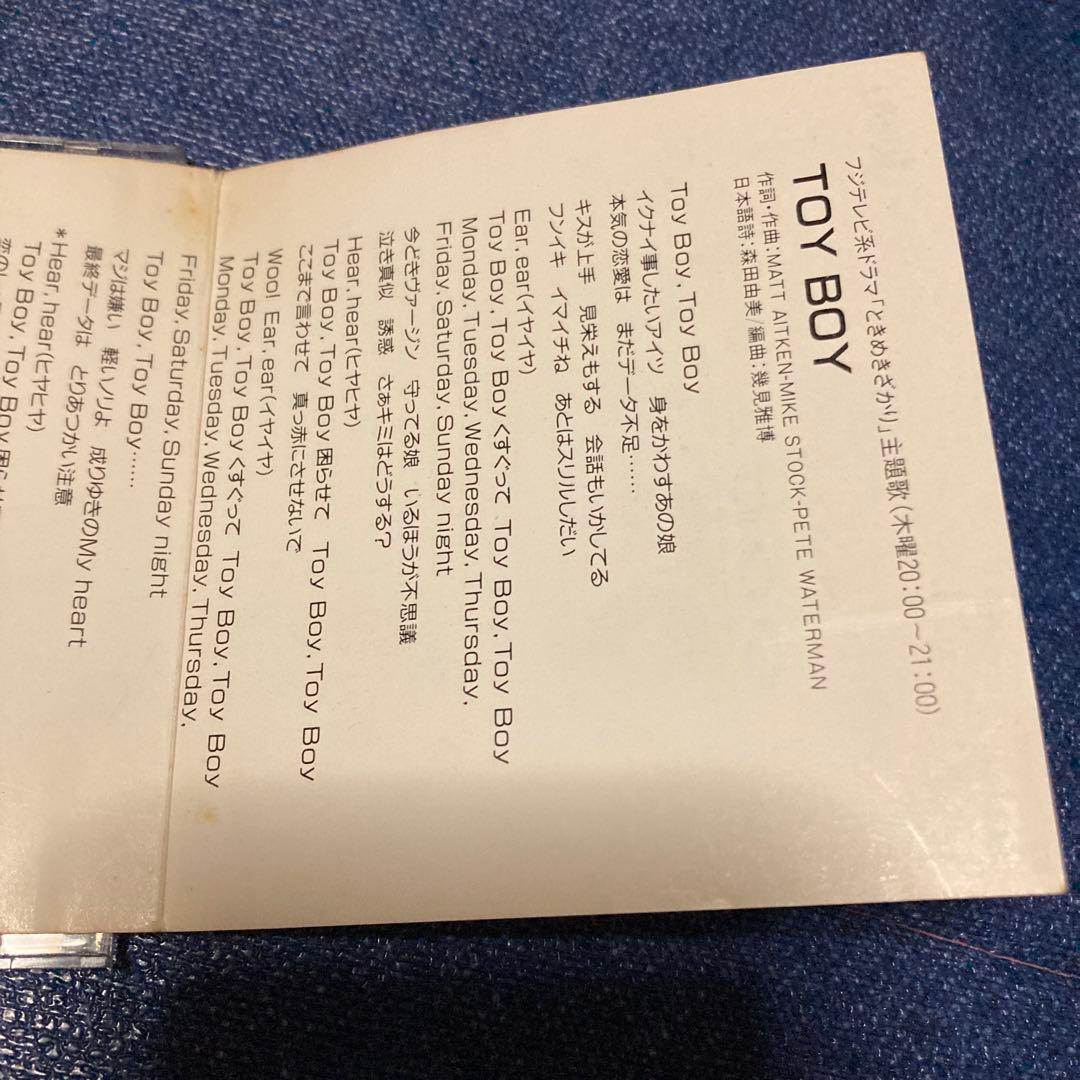 フジテレビ系ドラマ「ときめきざかり」主題歌(木曜20:00~21:00)
TOY BOY
作詞・作曲:MATT AITKEN-MIKE STOCK-PETE WATERMAN
日本語詩:森田由美/編曲:幾見雅博
Toy Boy, Toy Boy
イクナイ事したいアイツ 身をかわすあの娘
本気の恋愛は まだデータ不足……
キスが上手 見栄えもする 会話もいかしてる
フンイキ イマイチね あとはスリルしだい
Ear, ear(イヤイヤ)
Toy Boy, Toy Boyくすぐって Toy Boy, Toy Boy
Monday, Tuesday, Wednesday, Thursday,
Friday, Saturday, Sunday night
今どきヴァージン 守ってる娘 いるほうが不思議
泣き真似 誘惑 さぁキミはどうする?
Hear, hear(ヒヤヒヤ)
Toy Boy, Toy Boy 困らせて Toy Boy, Toy Boy
ここまで言わせて 真っ赤にさせないで
Woo! Ear, ear(イヤイヤ)
Toy Boy, Toy Boyくすぐって Toy Boy, Toy Boy
Monday, Tuesday, Wednesday, Thursday,
Friday, Saturday, Sunday night
Toy Boy, Toy Boy……
マジは嫌い 軽いノリよ 成りゆきのMy heart
最終データは とりあつかい注意
*Hear, hear(ヒヤヒヤ)
Toy Boy, Toy Boy 困らせ